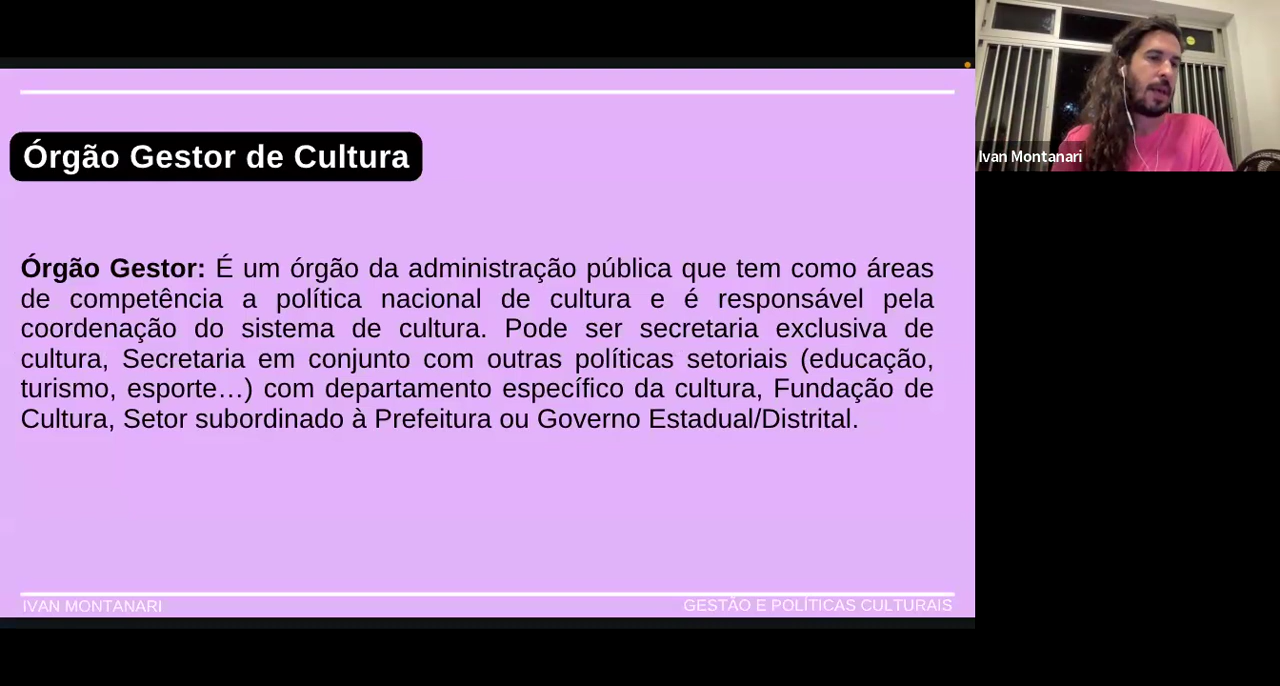 Órgão Gestor de Cultura
Órgão Gestor: É um órgão da administração pública que tem como áreas
de competência a política nacional de cultura e é responsável pela
coordenação do sistema de cultura. Pode ser secretaria exclusiva de
cultura, Secretaria em conjunto com outras políticas setoriais (educação,
turismo, esporte…) com departamento específico da cultura, Fundação de
Cultura, Setor subordinado à Prefeitura ou Governo Estadual/Distrital.
IVAN MONTANARI
GESTÃO E POLÍTICAS CULTURAIS
Ivan Montanari